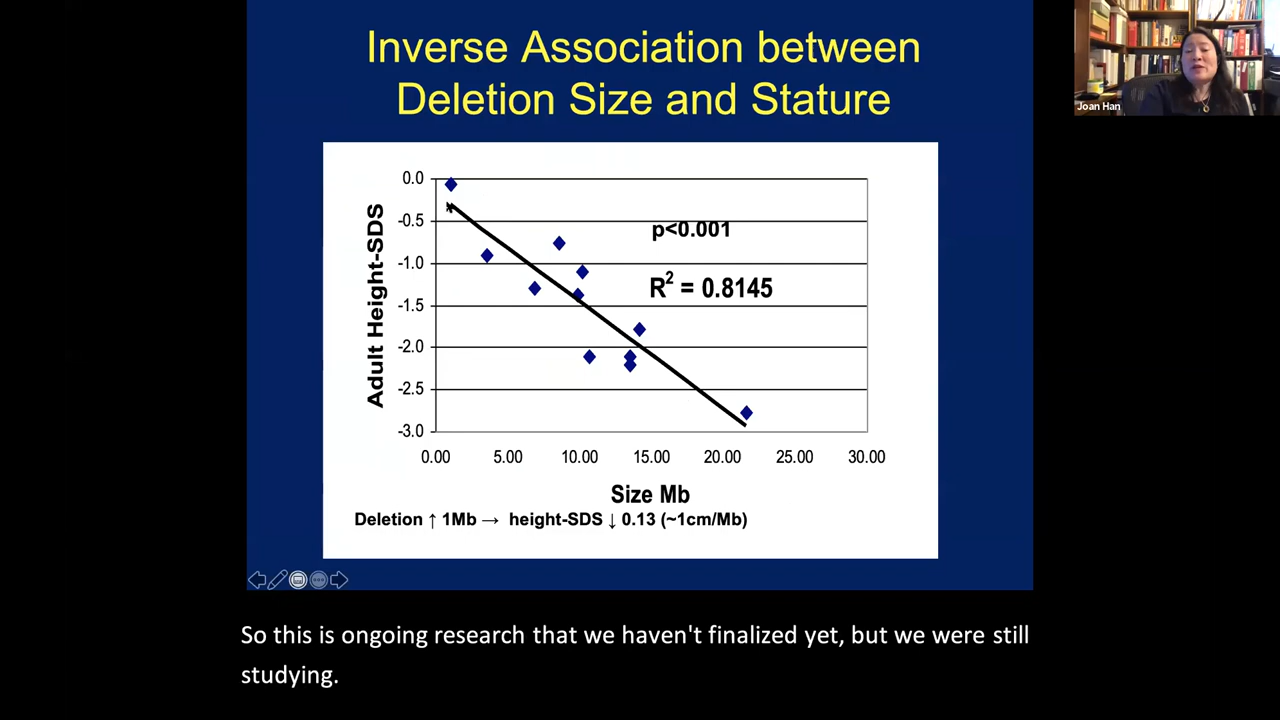 Inverse Association between
Deletion Size and Stature
Joan Han
0.0
-0.5
-1.0
-1.5
-2.0
-2.5
-3.0
Adult Height-SDS
p<0.001
R² = 0.8145
0.00 5.00 10.00 15.00 20.00 25.00 30.00
Size Mb
Deletion ↑ 1Mb → height-SDS ↓ 0.13 (~1cm/Mb)
So this is ongoing research that we haven't finalized yet, but we were still
studying.